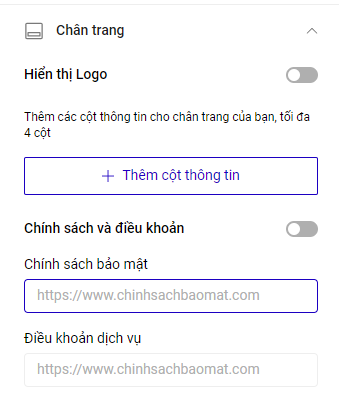 Chân trang
Hiển thị Logo
Thêm các cột thông tin cho chân trang của bạn, tối đa
4 cột
Thêm cột thông tin
Chính sách và điều khoản
Chính sách bảo mật
https://www.chinhsachbaomat.com
Điều khoản dịch vụ
https://www.chinhsachbaomat.com